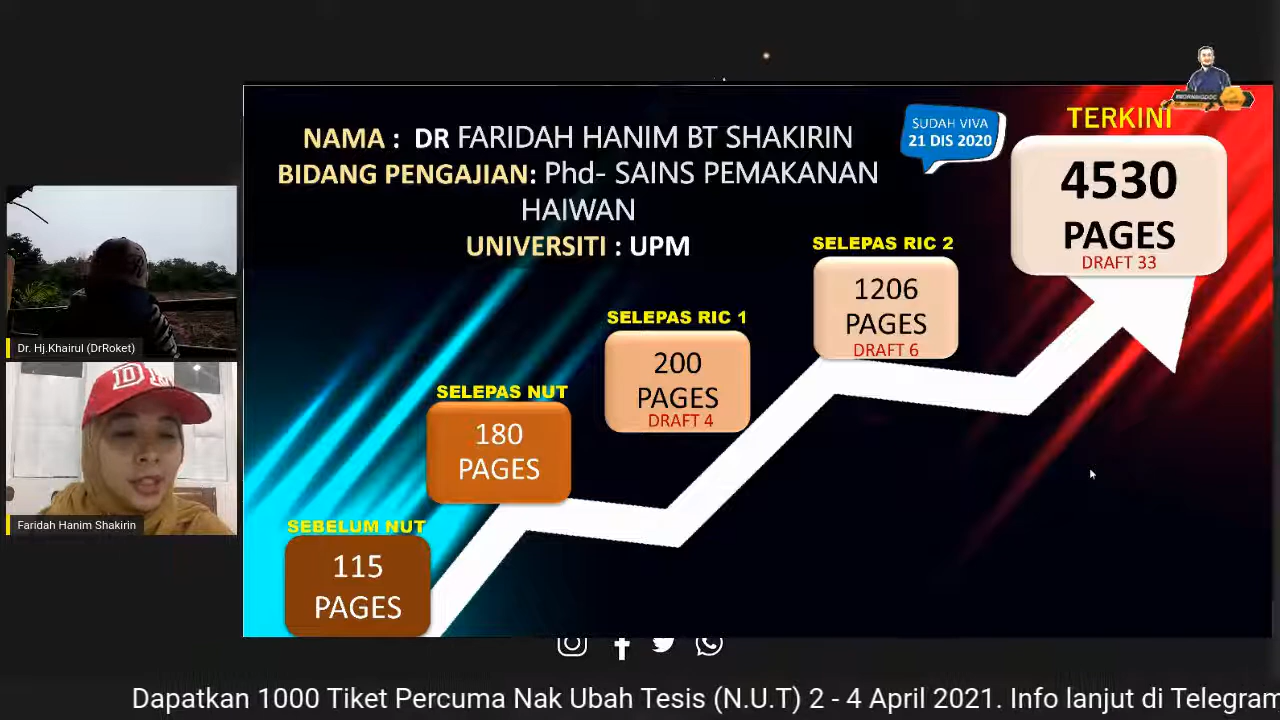 NAMA : DR FARIDAH HANIM BT SHAKIRIN
BIDANG PENGAJIAN: Phd- SAINS PEMAKANAN
HAIWAN
UNIVERSITI : UPM
SUDAH VIVA
21 DIS 2020
TERKINI
4530
PAGES
DRAFT 33
SELEPAS RIC 2
1206
PAGES
DRAFT 6
SELEPAS RIC 1
200
PAGES
DRAFT 4
SELEPAS NUT
180
PAGES
SEBELUM NUT
115
PAGES
Dr. Hj.Khairul (DrRoket)
Faridah Hanim Shakirin
Dapatkan 1000 Tiket Percuma Nak Ubah Tesis (N.U.T) 2 - 4 April 2021. Info lanjut di Telegram